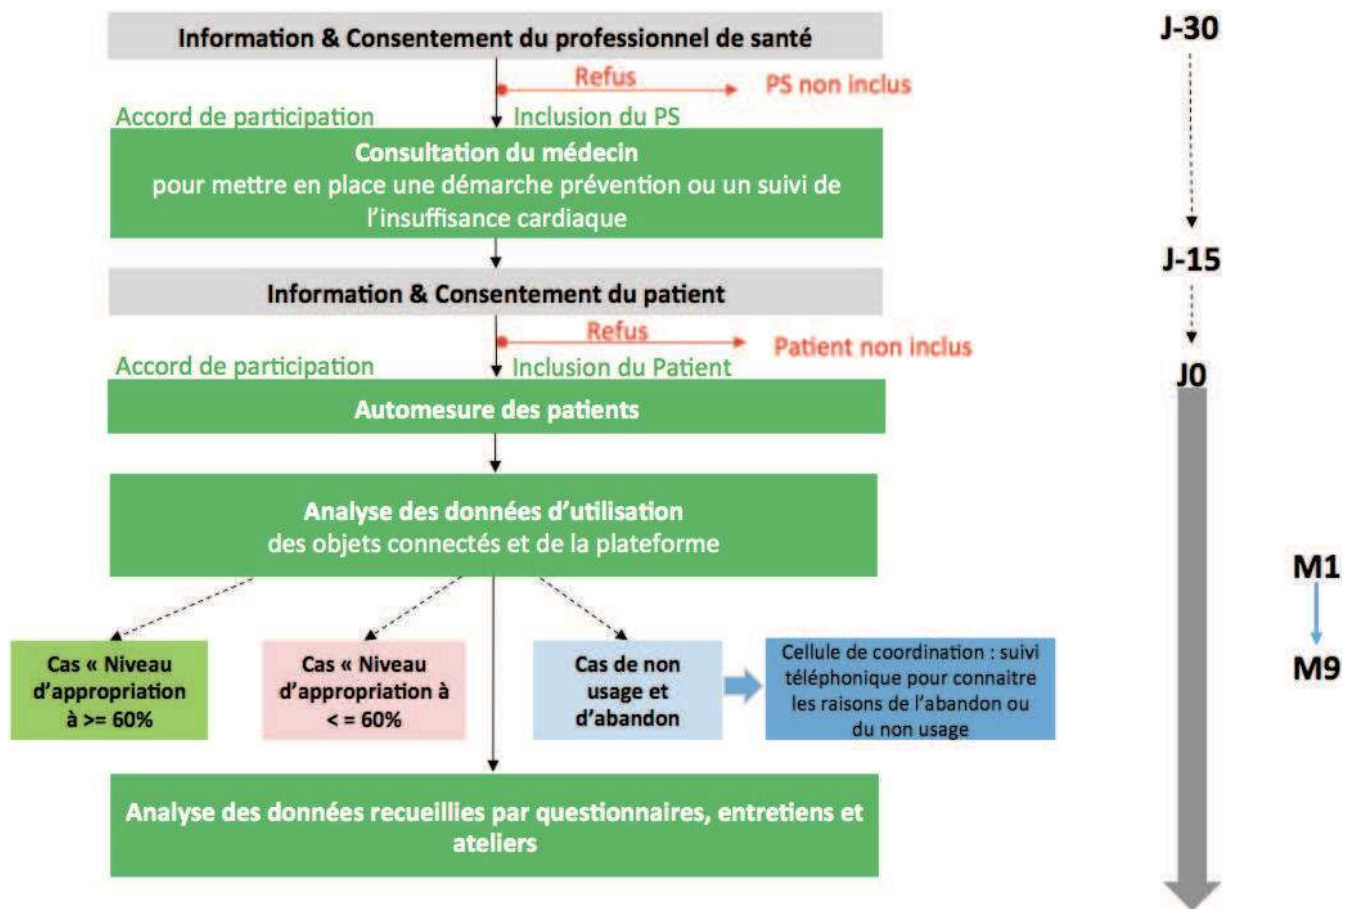 Information & Consentement du professionnel de santé
J-30
Refus
PS non inclus
Accord de participation
Inclusion du PS
Consultation du médecin
pour mettre en place une démarche prévention ou un suivi de
l'insuffisance cardiaque
J-15
Information & Consentement du patient
Refus
Patient non inclus
Accord de participation
Inclusion du Patient
J0
Automesure des patients
Analyse des données d'utilisation
des objets connectés et de la plateforme
M1
Cas « Niveau
d'appropriation
à >= 60%
Cas « Niveau
d'appropriation à
< = 60%
Cas de non
usage et
d'abandon
Cellule de coordination : suivi
téléphonique pour connaitre
les raisons de l'abandon ou
du non usage
M9
Analyse des données recueillies par questionnaires, entretiens et
ateliers